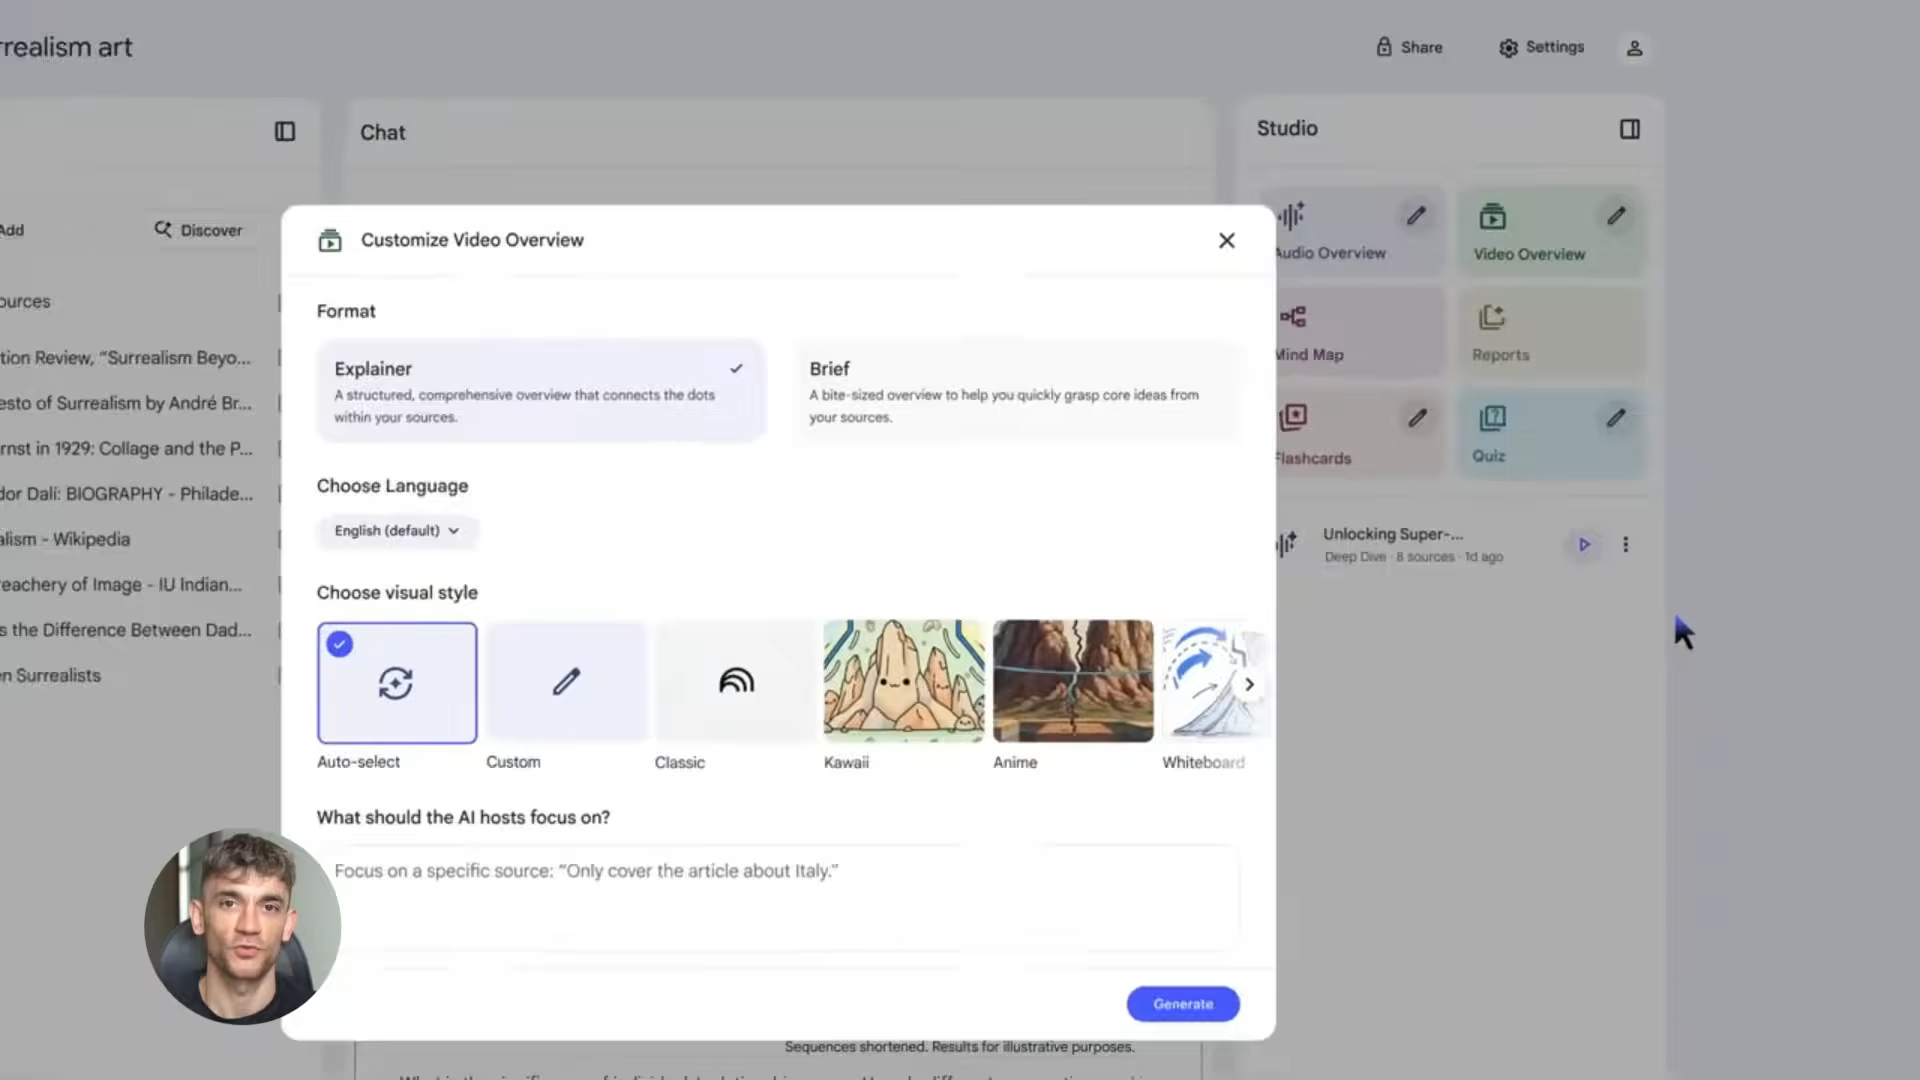 rrealism art
Share
Settings
Chat
Studio
Add
Discover
Audio Overview
Video Overview
Mind Map
Reports
Flashcards
Quiz
Unlocking Super-...
Deep Dive · 8 sources · 1d ago
ources
tion Review, “Surrealism Beyo...
esto of Surrealism by André Br...
rnst in 1929: Collage and the P...
dor Dalí: BIOGRAPHY - Philade...
alism - Wikipedia
reachery of Image - IU Indian...
s the Difference Between Dad...
n Surrealists
Customize Video Overview
Format
Explainer
A structured, comprehensive overview that connects the dots
within your sources.
Brief
A bite-sized overview to help you quickly grasp core ideas from
your sources.
Choose Language
English (default)
Choose visual style
Auto-select
Custom
Classic
Kawaii
Anime
Whiteboard
What should the AI hosts focus on?
Focus on a specific source: “Only cover the article about Italy.”
Generate
Sequences shortened. Results for illustrative purposes.